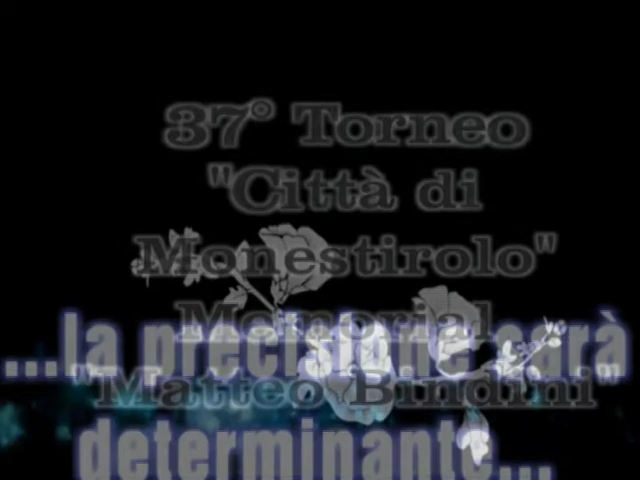 37° Torneo
"Città di
Monestirolo"
Memorial
...la precisione sarà
"Matteo Bindini"
determinante...